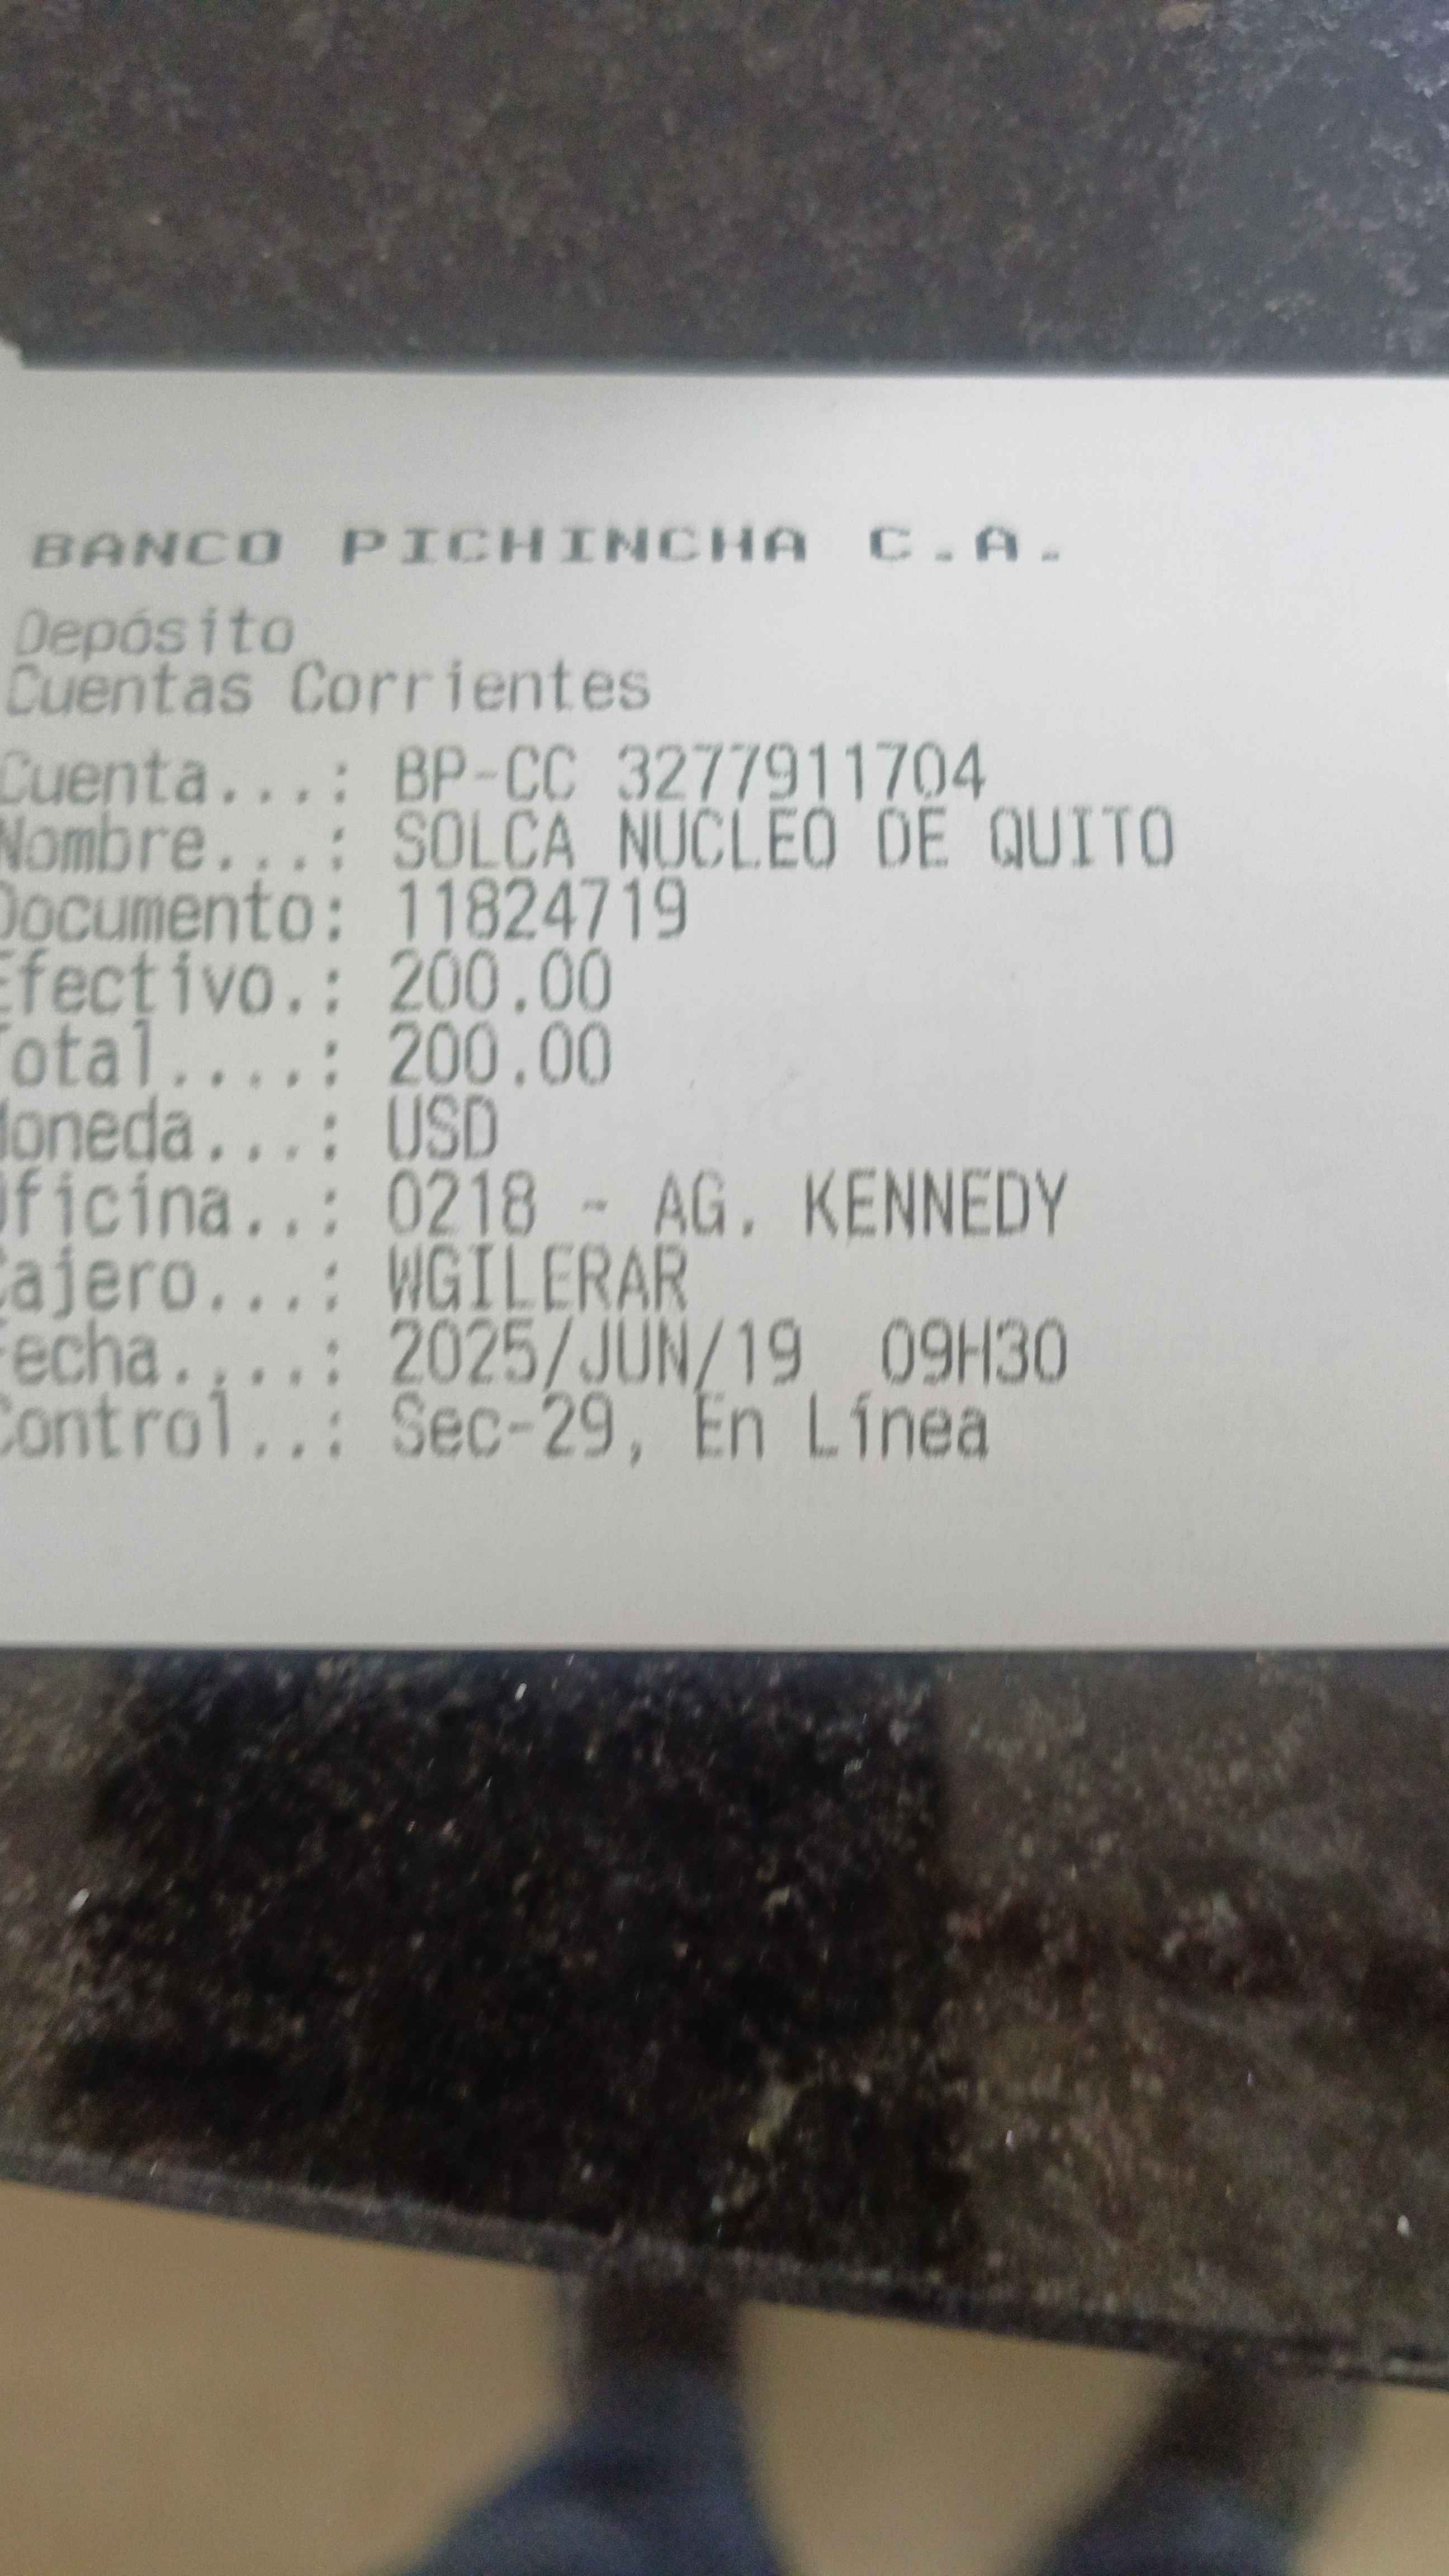 BANCO PICHINCHA C.A.
Depósito
Cuentas Corrientes
Cuenta...: BP-CC 3277911704
Nombre...: SOLCA NUCLEO DE QUITO
Documento: 11824719
Efectivo.: 200.00
Total....: 200.00
Moneda...: USD
Oficina..: 0218 - AG. KENNEDY
Cajero...: WGILERAR
Fecha....: 2025/JUN/19 09H30
Control..: Sec-29, En Línea